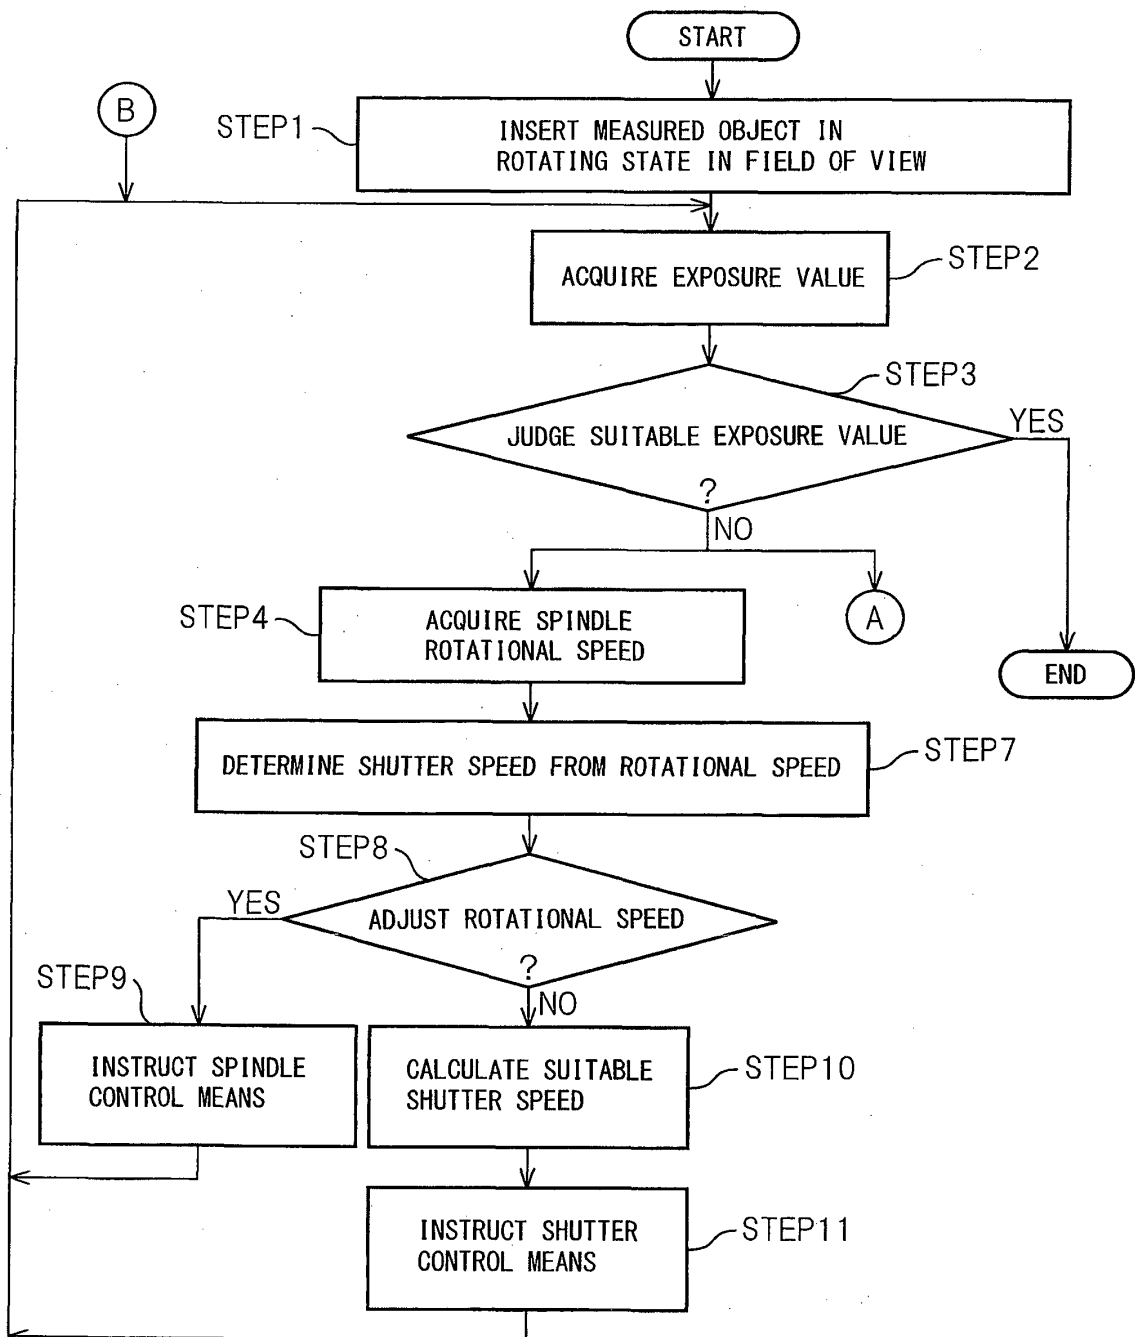 START
B
STEP1
INSERT MEASURED OBJECT IN
ROTATING STATE IN FIELD OF VIEW
STEP2
ACQUIRE EXPOSURE VALUE
STEP3
JUDGE SUITABLE EXPOSURE VALUE
?
YES
NO
STEP4
ACQUIRE SPINDLE
ROTATIONAL SPEED
A
END
STEP7
DETERMINE SHUTTER SPEED FROM ROTATIONAL SPEED
STEP8
YES
ADJUST ROTATIONAL SPEED
?
NO
STEP9
INSTRUCT SPINDLE
CONTROL MEANS
CALCULATE SUITABLE
SHUTTER SPEED
STEP10
INSTRUCT SHUTTER
CONTROL MEANS
STEP11